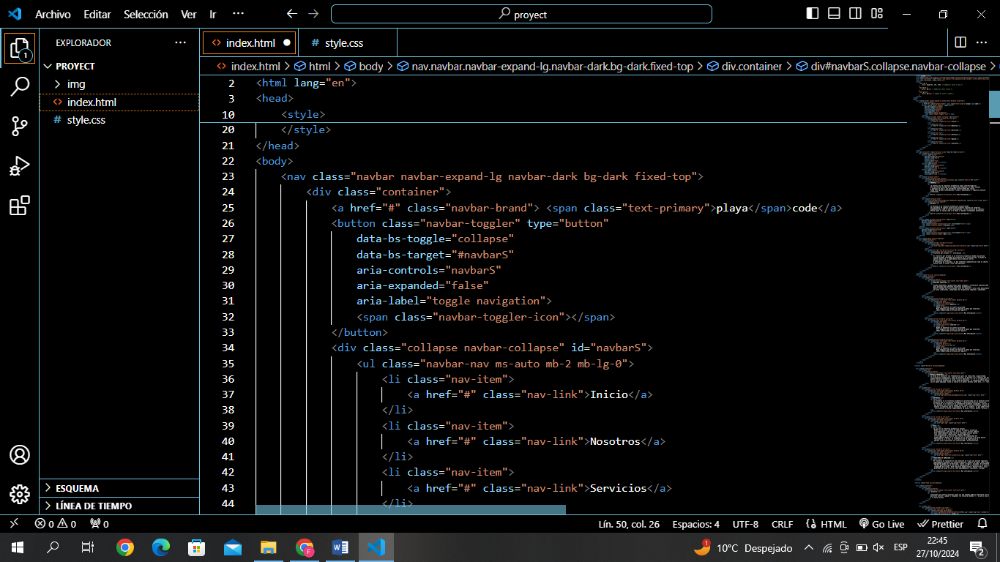 Archivo Editar Selección Ver Ir ··· proyect
EXPLORADOR ··· index.html style.css
index.html > html > body > nav.navbar.navbar-expand-lg.navbar-dark.bg-dark.fixed-top > div.container > div#navbarS.collapse.navbar-collapse >
1
PROYECT
img
index.html
style.css
2 <html lang="en">
3 <head>
10 <style>
20 </style>
21 </head>
22 <body>
23 <nav class="navbar navbar-expand-lg navbar-dark bg-dark fixed-top">
24 <div class="container">
25 <a href="#" class="navbar-brand"> <span class="text-primary">playa</span>code</a>
26 <button class="navbar-toggler" type="button"
27 data-bs-toggle="collapse"
28 data-bs-target="#navbarS"
29 aria-controls="navbarS"
30 aria-expanded="false"
31 aria-label="toggle navigation">
32 <span class="navbar-toggler-icon"></span>
33 </button>
34 <div class="collapse navbar-collapse" id="navbarS">
35 <ul class="navbar-nav ms-auto mb-2 mb-lg-0">
36 <li class="nav-item">
37 <a href="#" class="nav-link">Inicio</a>
38 </li>
39 <li class="nav-item">
40 <a href="#" class="nav-link">Nosotros</a>
41 </li>
42 <li class="nav-item">
43 <a href="#" class="nav-link">Servicios</a>
44 </li>
ESQUEMA
LÍNEA DE TIEMPO
0 0 0 Lín. 50, col. 26 Espacios: 4 UTF-8 CRLF HTML Go Live Prettier
1 10°C Despejado ESP 22:45
27/10/2024 2